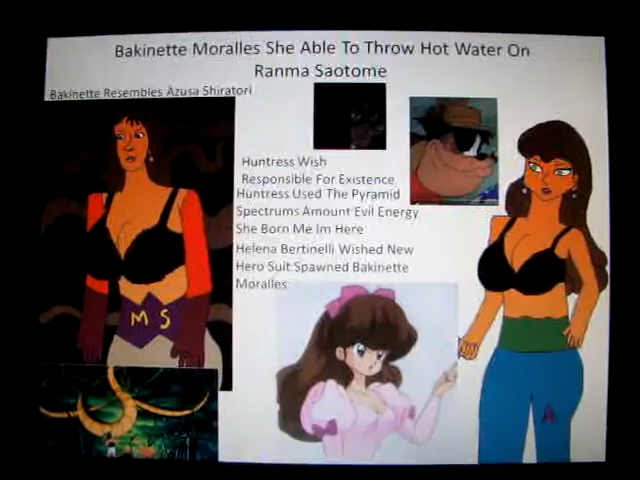 Bakinette Moralles She Able To Throw Hot Water On
Ranma Saotome
Bakinette Resembles Azusa Shiratori
Huntress Wish
Responsible For Existence
Huntress Used The Pyramid
Spectrums Amount Evil Energy
She Born Me Im Here
Helena Bertinelli Wished New
Hero Suit Spawned Bakinette
Moralles
M S